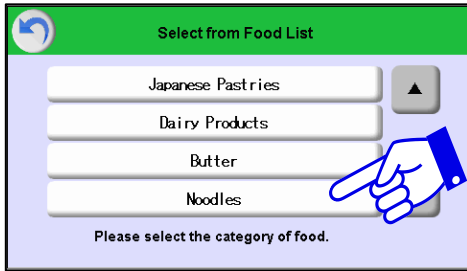 Select from Food List
Japanese Pastries
Dairy Products
Butter
Noodles
Please select the category of food.